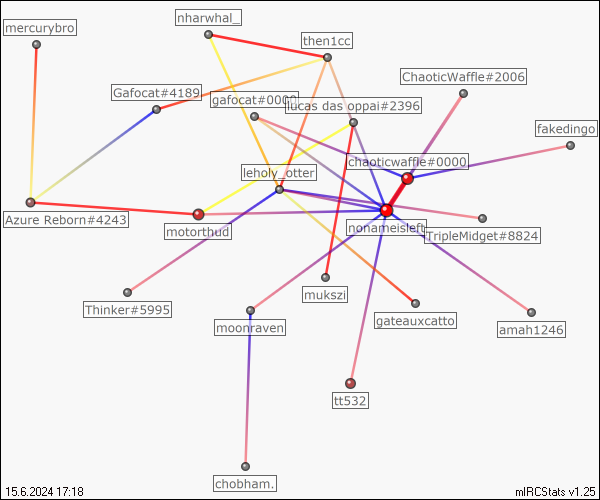 nharwhal_
mercurybro
then1cc
ChaoticWaffle#2006
Gafocat#4189
gafocat#0000
lucas das oppai#2396
fakedingo
chaoticwaffle#0000
leholy_otter
Azure Reborn#4243
motorthud
nonameisleft
TripleMidget#8824
mukszi
Thinker#5995
gateauxcatto
moonraven
amah1246
tt532
chobham.
15.6.2024 17:18
mIRCStats v1.25